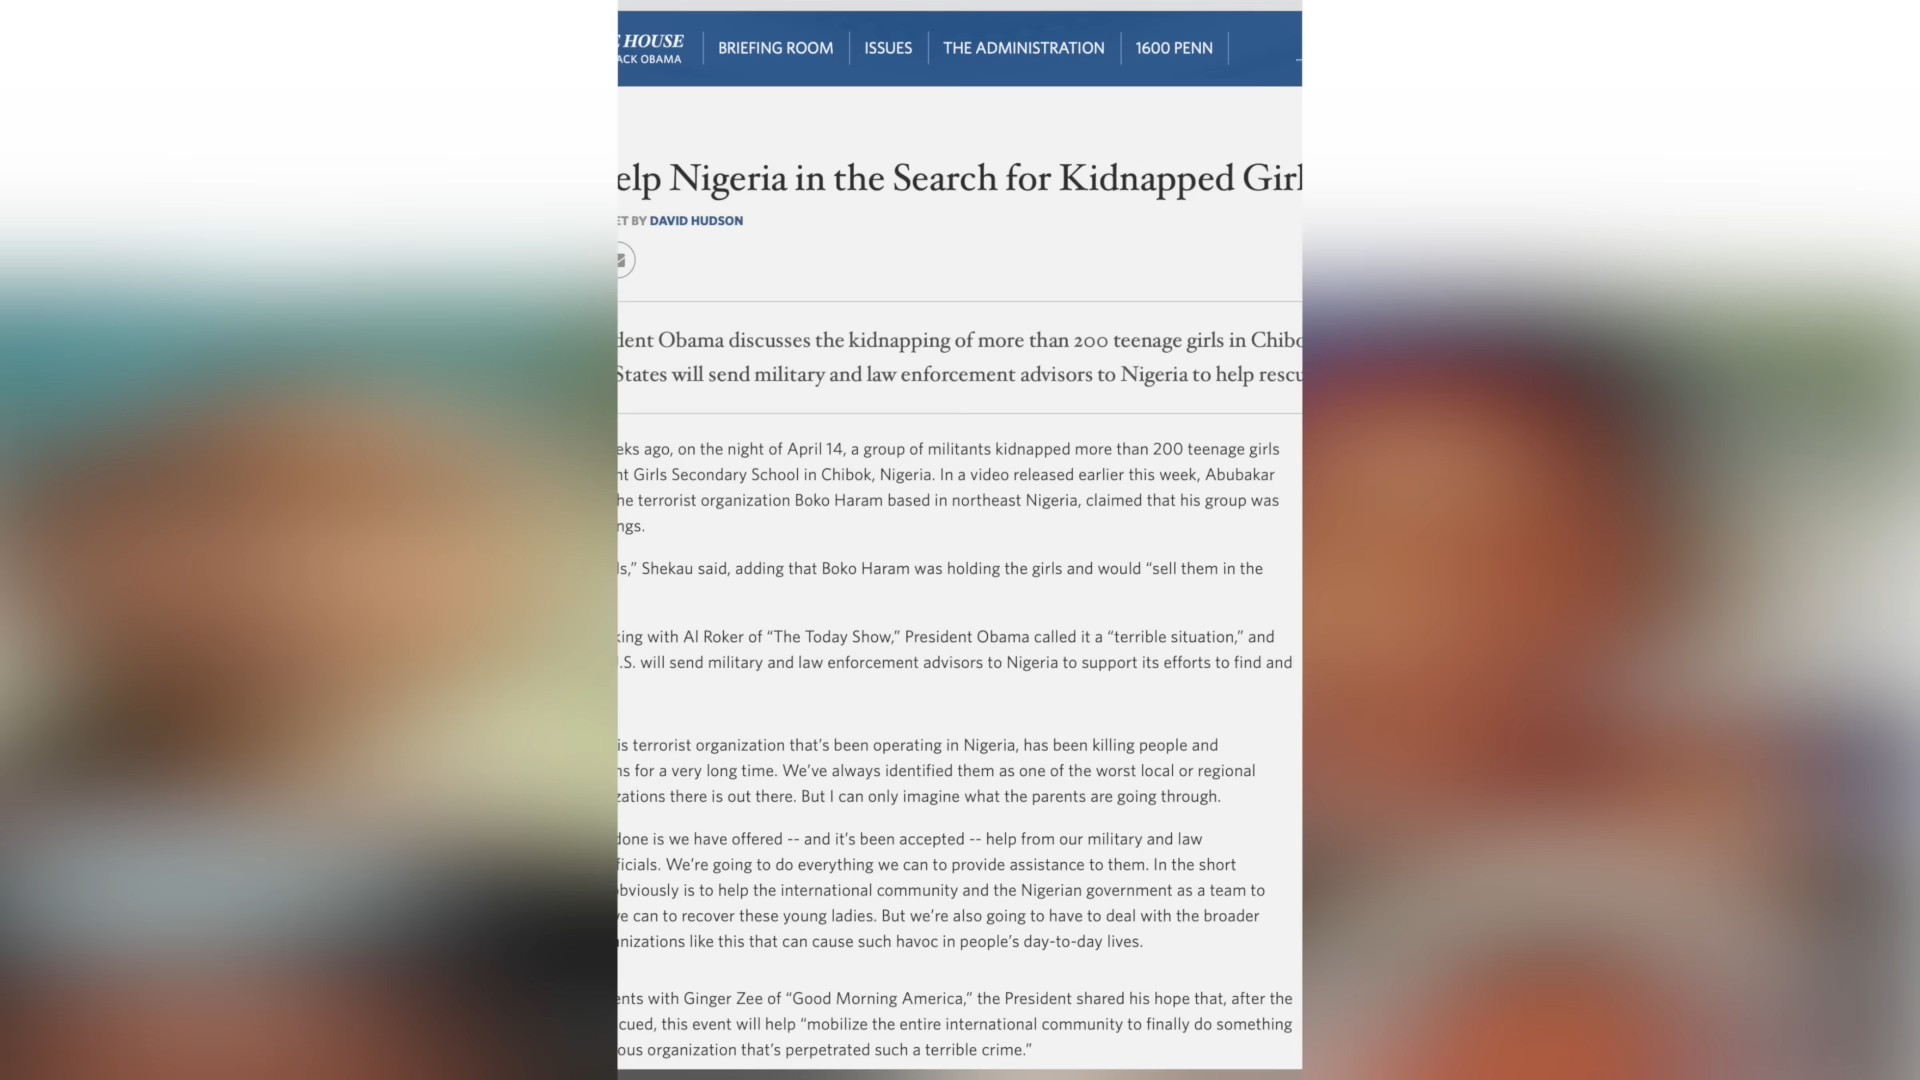 HOUSE
ACK OBAMA
BRIEFING ROOM
ISSUES
THE ADMINISTRATION
1600 PENN
elp Nigeria in the Search for Kidnapped Girl
ET BY DAVID HUDSON
dent Obama discusses the kidnapping of more than 200 teenage girls in Chibo
States will send military and law enforcement advisors to Nigeria to help rescu
eks ago, on the night of April 14, a group of militants kidnapped more than 200 teenage girls
nt Girls Secondary School in Chibok, Nigeria. In a video released earlier this week, Abubakar
he terrorist organization Boko Haram based in northeast Nigeria, claimed that his group was
ngs.
ls,” Shekau said, adding that Boko Haram was holding the girls and would “sell them in the
king with Al Roker of “The Today Show,” President Obama called it a “terrible situation,” and
.S. will send military and law enforcement advisors to Nigeria to support its efforts to find and
is terrorist organization that’s been operating in Nigeria, has been killing people and
ns for a very long time. We’ve always identified them as one of the worst local or regional
zations there is out there. But I can only imagine what the parents are going through.
done is we have offered -- and it’s been accepted -- help from our military and law
ficials. We’re going to do everything we can to provide assistance to them. In the short
obviously is to help the international community and the Nigerian government as a team to
ve can to recover these young ladies. But we’re also going to have to deal with the broader
anizations like this that can cause such havoc in people’s day-to-day lives.
ents with Ginger Zee of “Good Morning America,” the President shared his hope that, after the
cued, this event will help “mobilize the entire international community to finally do something
ous organization that’s perpetrated such a terrible crime.”